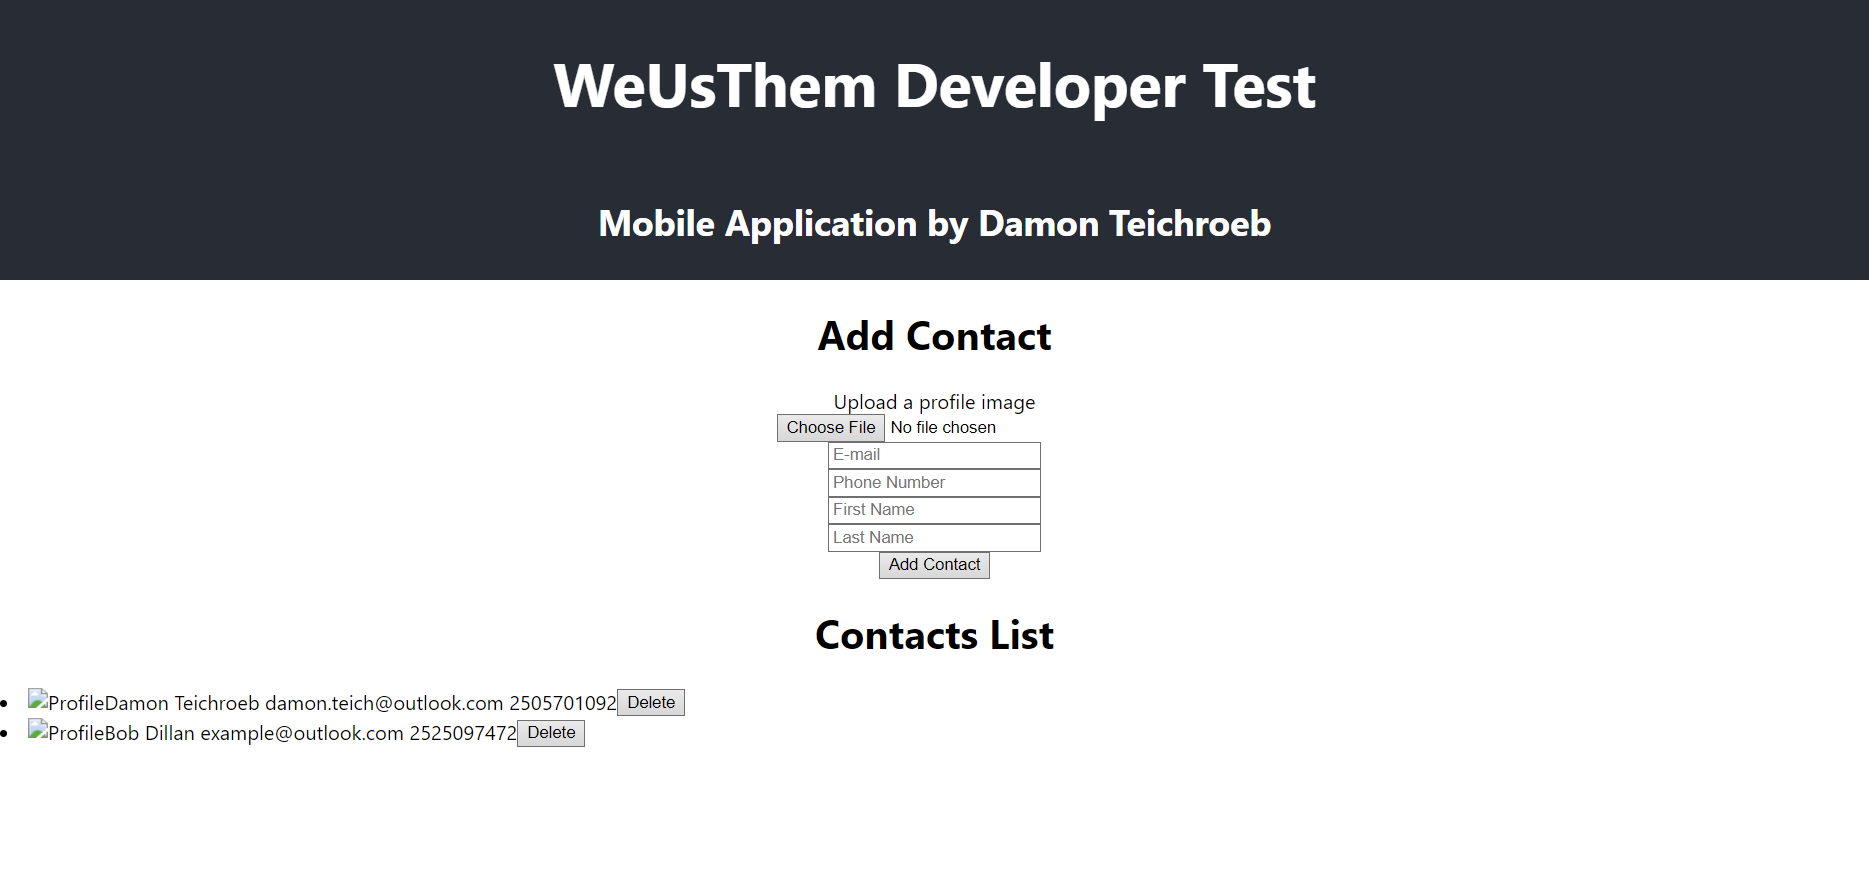 WeUsThem Developer Test
Mobile Application by Damon Teichroeb
Add Contact
Upload a profile image
Choose File No file chosen
E-mail
Phone Number
First Name
Last Name
Add Contact
Contacts List
ProfileDamon Teichroeb damon.teich@outlook.com 2505701092 Delete
ProfileBob Dillan example@outlook.com 2525097472 Delete